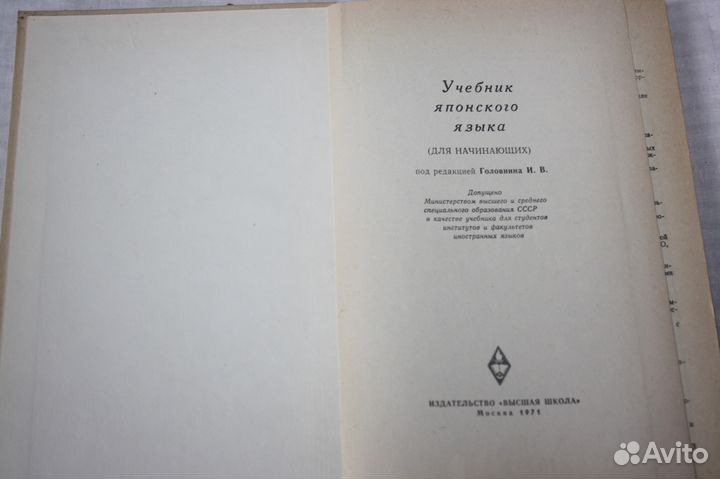 Учебник
японского
языка
(ДЛЯ НАЧИНАЮЩИХ)
под редакцией Головнина И. В.
Допущено
Министерством высшего и среднего
специального образования СССР
в качестве учебника для студентов
институтов и факультетов
иностранных языков
ИЗДАТЕЛЬСТВО «ВЫСШАЯ ШКОЛА»
Москва 1971
Avito